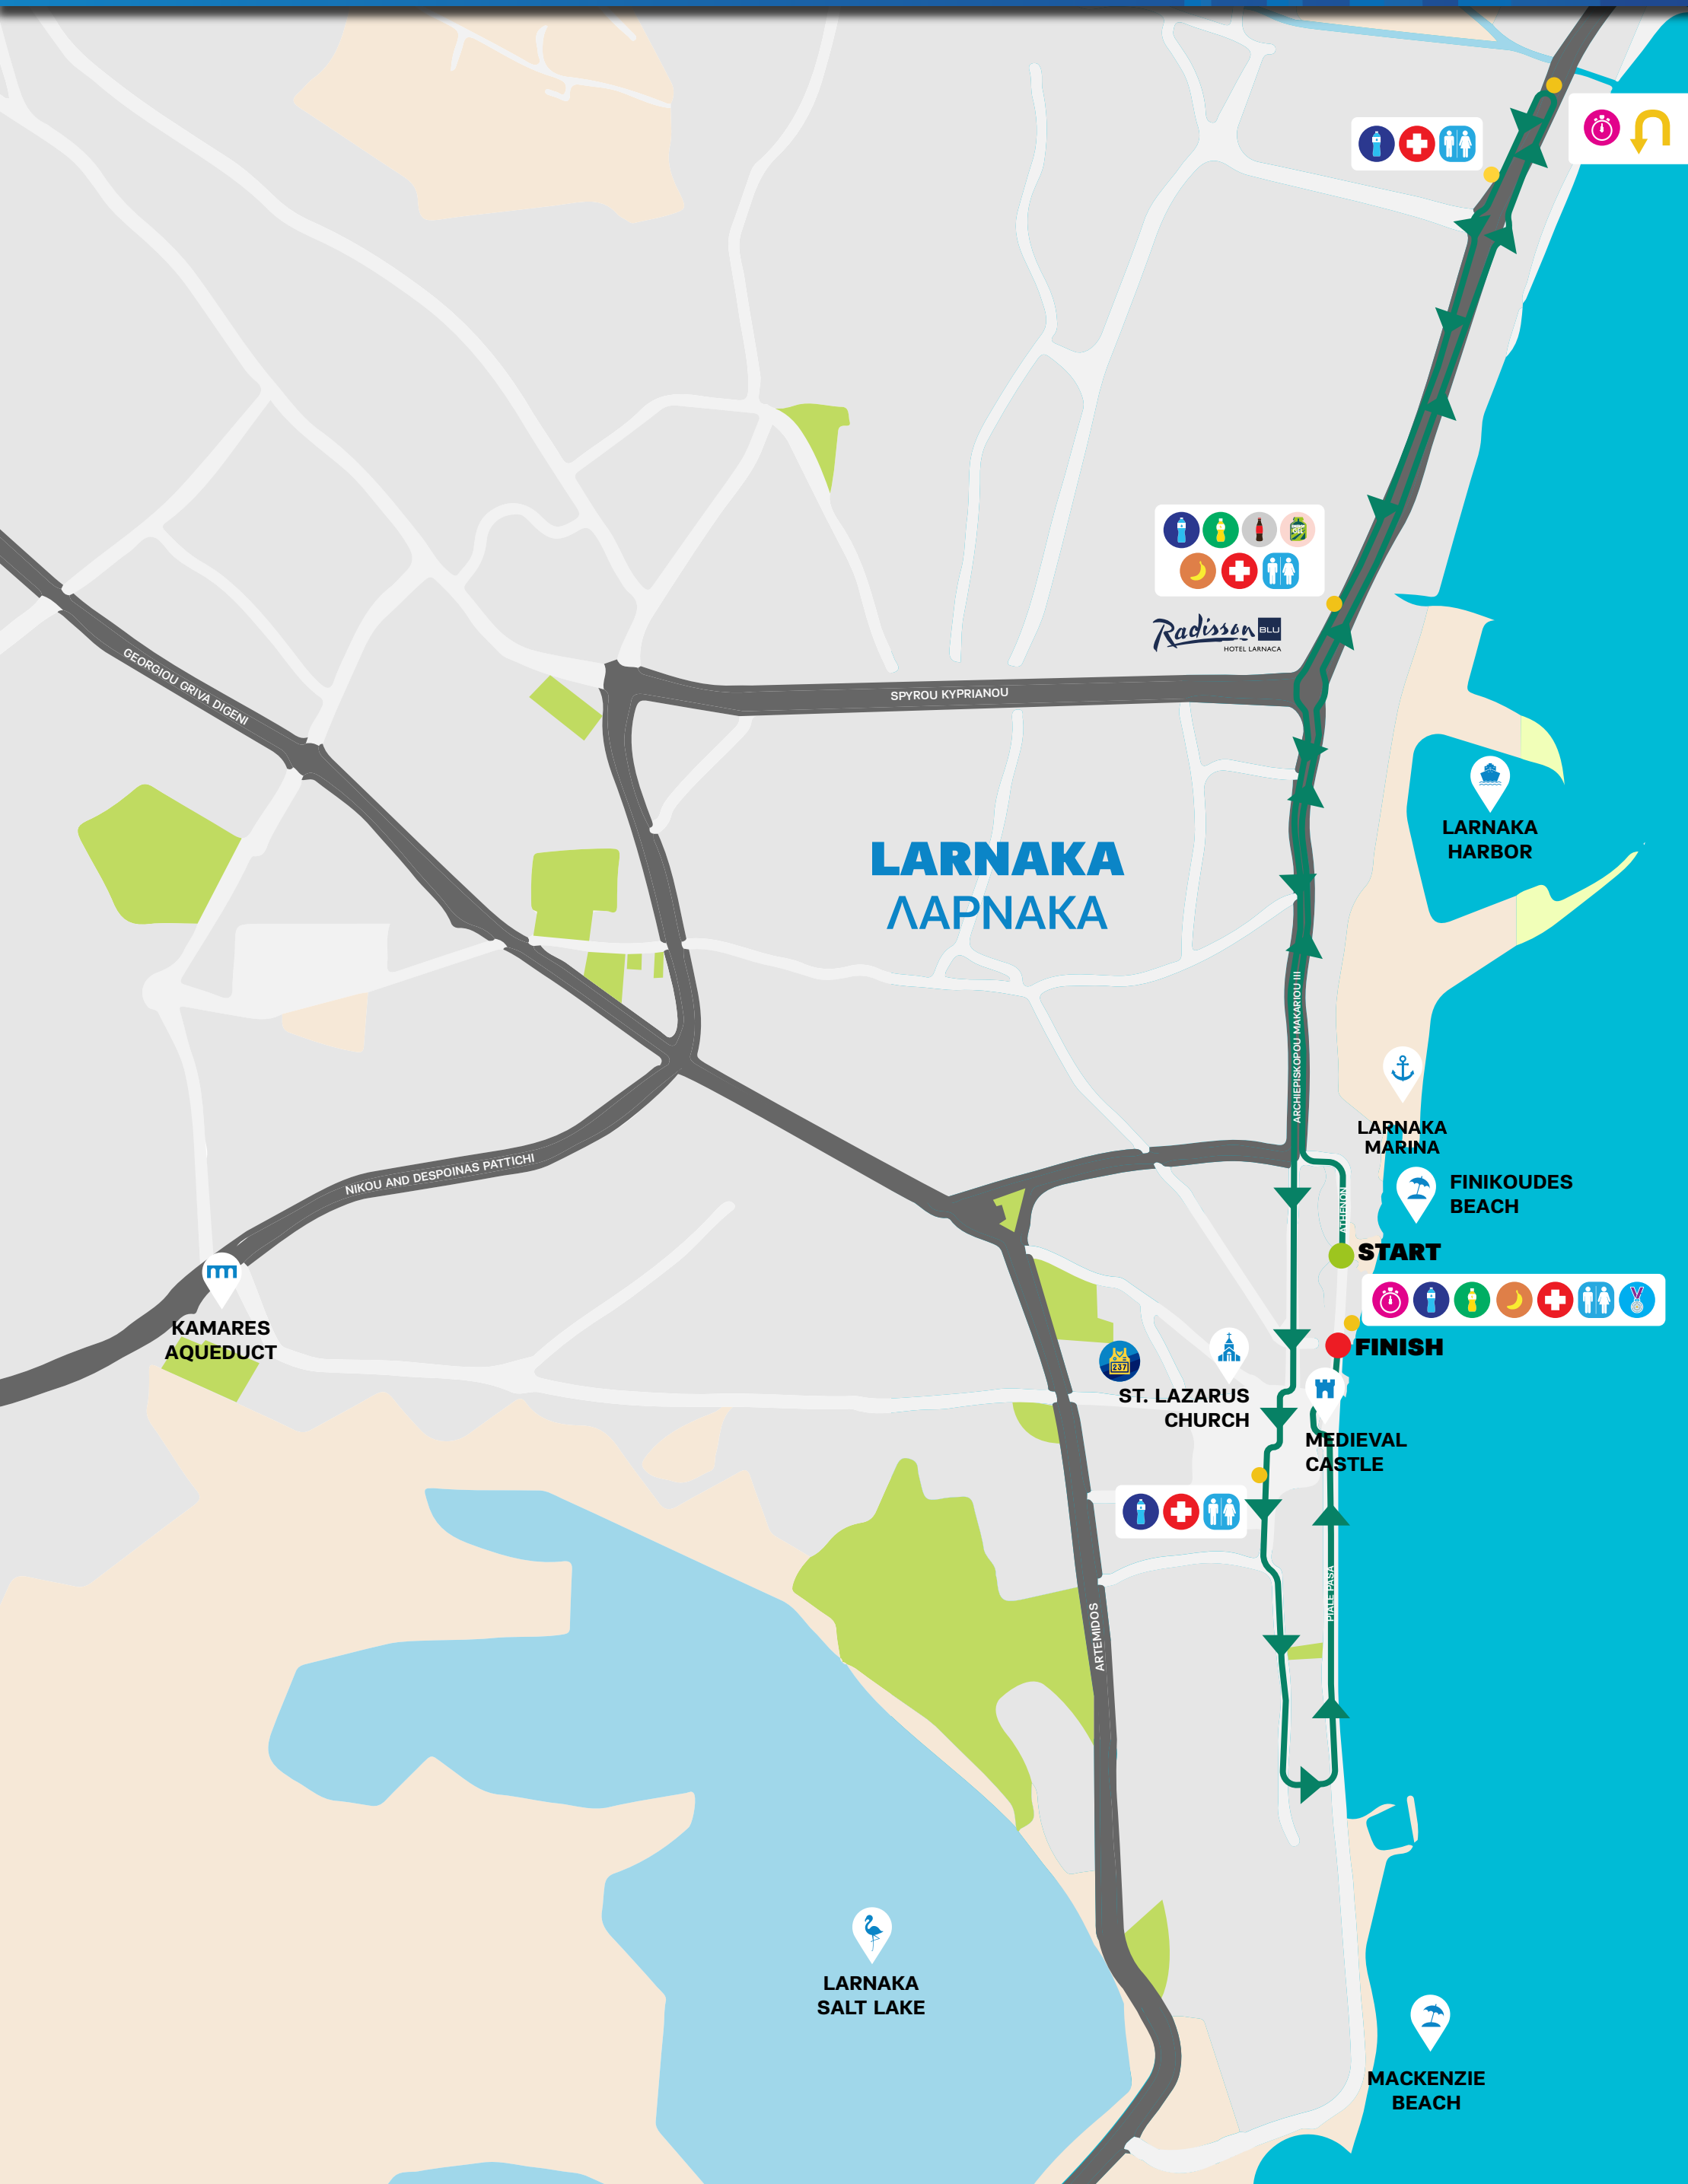 Radisson BLU
HOTEL LARNACA
GEORGIOU GRIVA DIGENI
SPYROU KYPRIANOU
LARNAKA
ΛΑΡΝΑΚΑ
LARNAKA
HARBOR
ARCHIEPISKOPOU MAKARIOU III
LARNAKA
MARINA
NIKOU AND DESPOINAS PATTICHI
FINIKOUDES
BEACH
ATHENON
START
KAMARES
AQUEDUCT
FINISH
237
ST. LAZARUS
CHURCH
MEDIEVAL
CASTLE
PIALE PASA
ARTEMIDOS
LARNAKA
SALT LAKE
MACKENZIE
BEACH